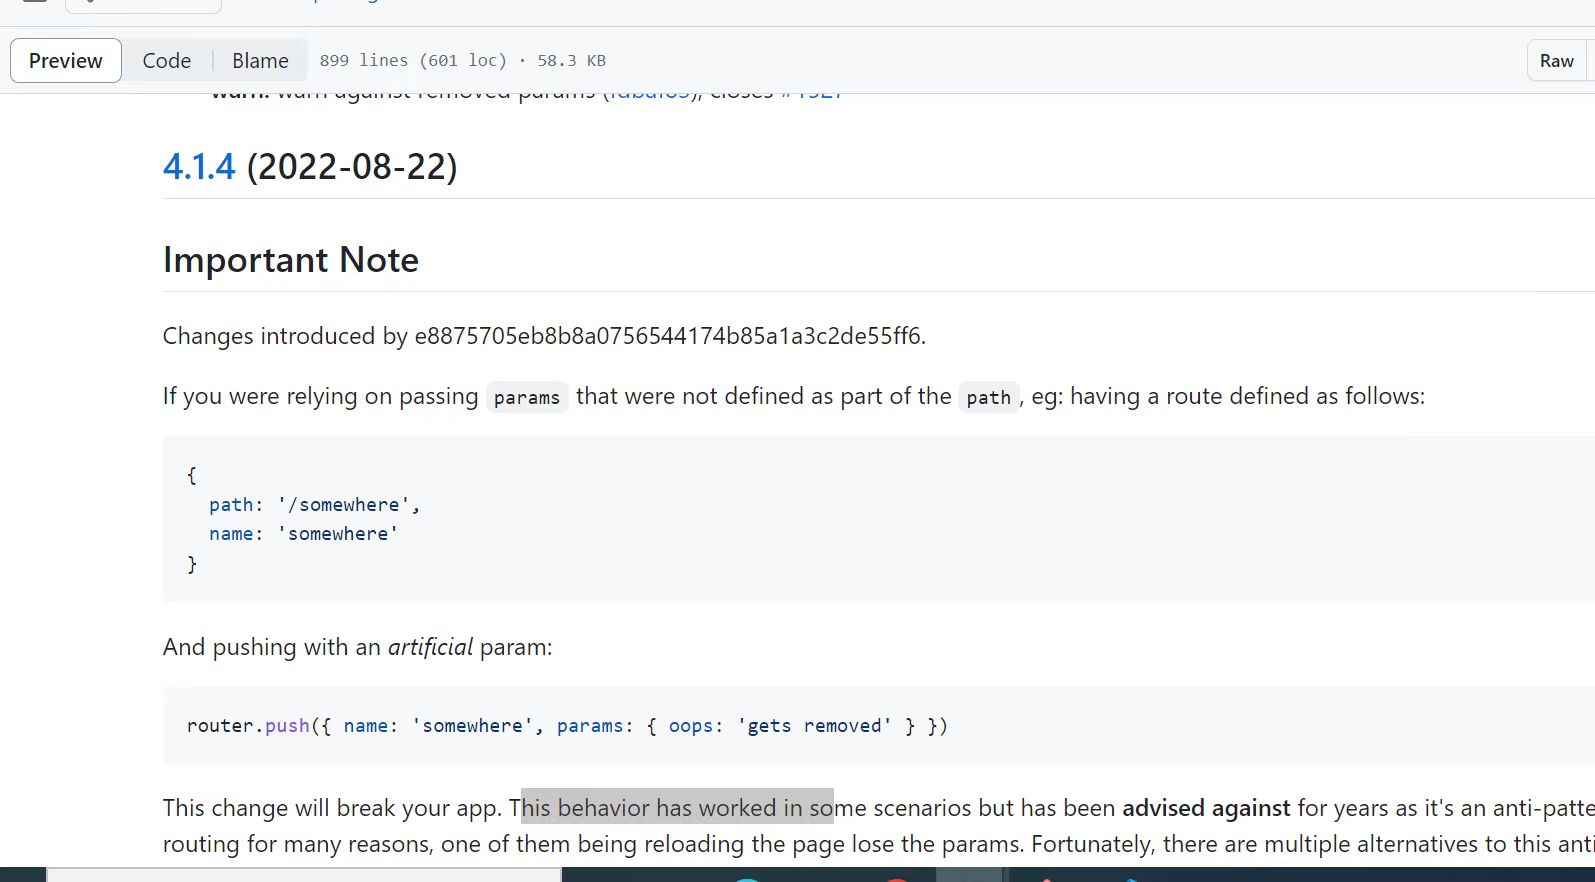 Preview Code Blame 899 lines (601 loc) · 58.3 KB Raw
4.1.4 (2022-08-22)
Important Note
Changes introduced by e8875705eb8b8a0756544174b85a1a3c2de55ff6.
If you were relying on passing params that were not defined as part of the path, eg: having a route defined as follows:
{
path: '/somewhere',
name: 'somewhere'
}
And pushing with an artificial param:
router.push({ name: 'somewhere', params: { oops: 'gets removed' } })
This change will break your app. This behavior has worked in some scenarios but has been advised against for years as it's an anti-patte
routing for many reasons, one of them being reloading the page lose the params. Fortunately, there are multiple alternatives to this anti